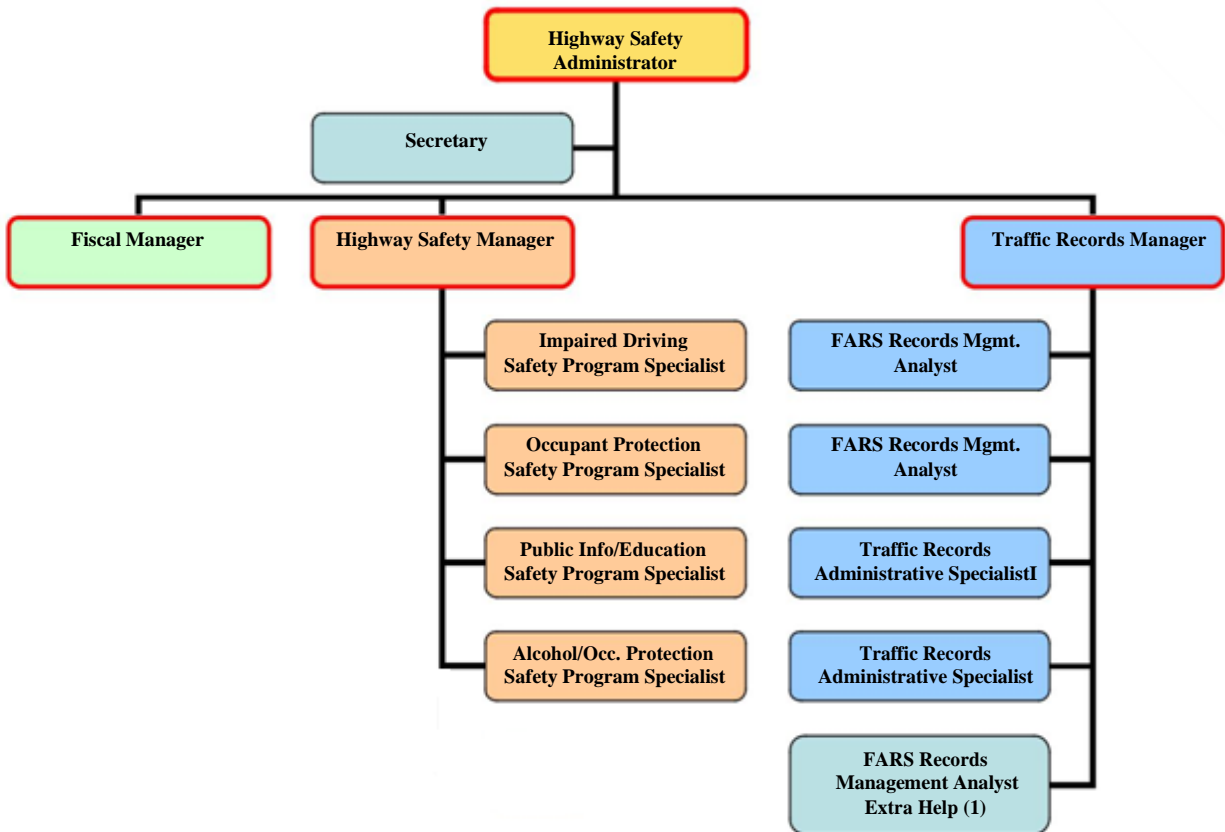 Highway Safety
Administrator
Secretary
Fiscal Manager
Highway Safety Manager
Traffic Records Manager
Impaired Driving
Safety Program Specialist
Occupant Protection
Safety Program Specialist
Public Info/Education
Safety Program Specialist
Alcohol/Occ. Protection
Safety Program Specialist
FARS Records Mgmt.
Analyst
FARS Records Mgmt.
Analyst
Traffic Records
Administrative SpecialistI
Traffic Records
Administrative Specialist
FARS Records
Management Analyst
Extra Help (1)